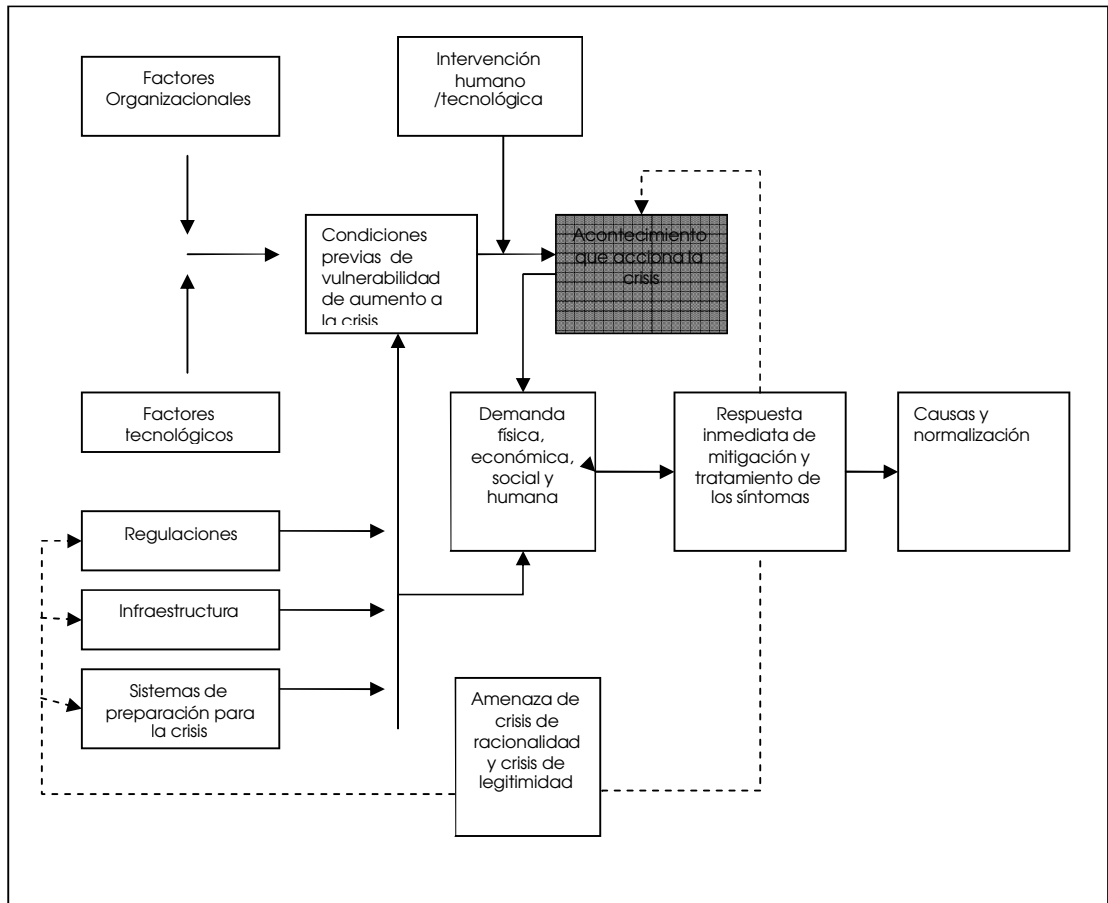 Factores
Organizacionales
Intervención
humano
/tecnológica
Condiciones
previas de
vulnerabilidad
de aumento a
la crisis
Acontecimiento
que acciona la
crisis
Factores
tecnológicos
Demanda
física,
económica,
social y
humana
Respuesta
inmediata de
mitigación y
tratamiento de
los síntomas
Causas y
normalización
Regulaciones
Infraestructura
Sistemas de
preparación para
la crisis
Amenaza de
crisis de
racionalidad
y crisis de
legitimidad